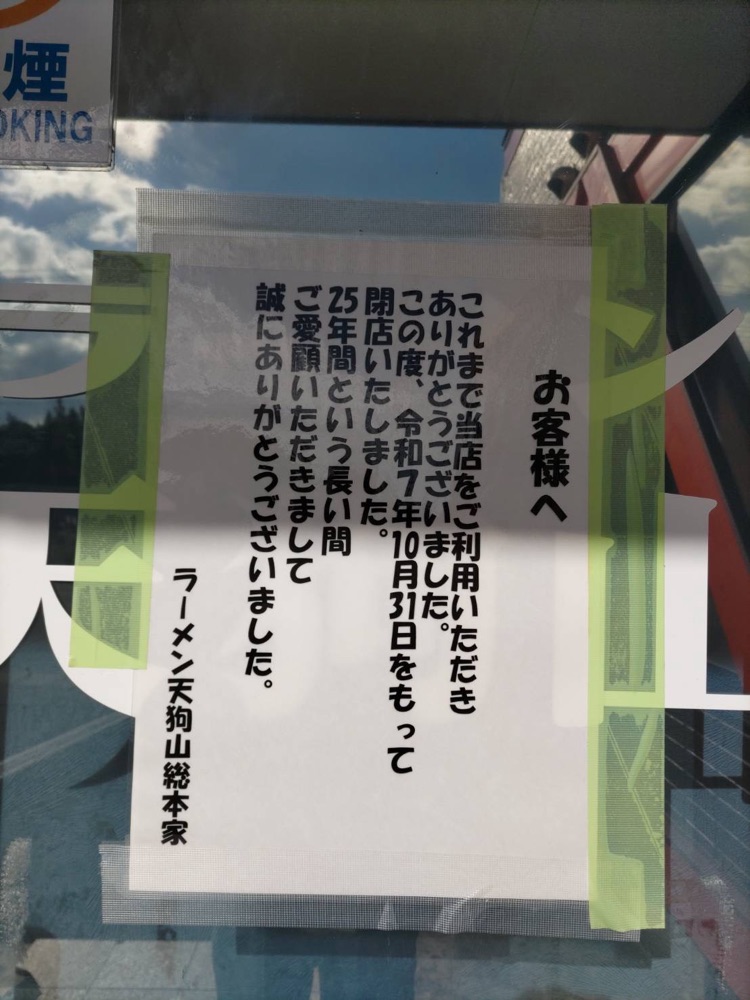 煙
OKING
お客様へ
これまで当店をご利用いただき
ありがとうございました。
この度、令和7年10月31日をもって
閉店いたしました。
25年間という長い間
ご愛顧いただきまして
誠にありがとうございました。
ラーメン天狗山総本家